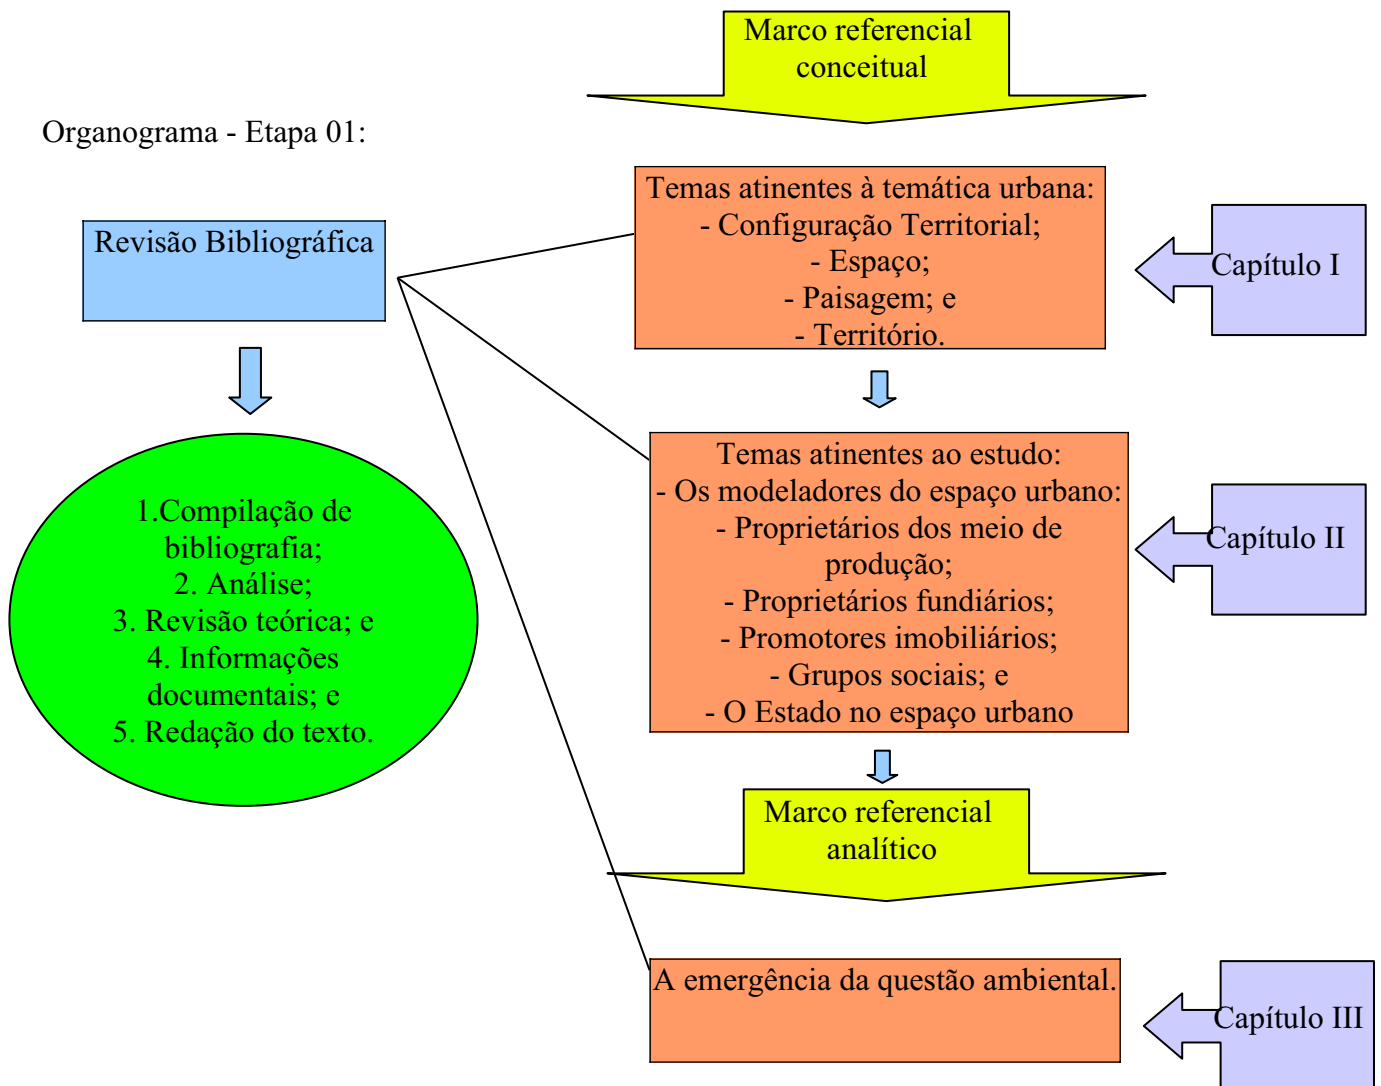 Marco referencial
conceitual
Organograma - Etapa 01:
Revisão Bibliográfica
Temas atinentes à temática urbana:
- Configuração Territorial;
- Espaço;
- Paisagem; e
- Território.
Capítulo I
1.Compilação de
bibliografia;
2. Análise;
3. Revisão teórica; e
4. Informações
documentais; e
5. Redação do texto.
Temas atinentes ao estudo:
- Os modeladores do espaço urbano:
- Proprietários dos meio de
produção;
- Proprietários fundiários;
- Promotores imobiliários;
- Grupos sociais; e
- O Estado no espaço urbano
Capítulo II
Marco referencial
analítico
A emergência da questão ambiental.
Capítulo III